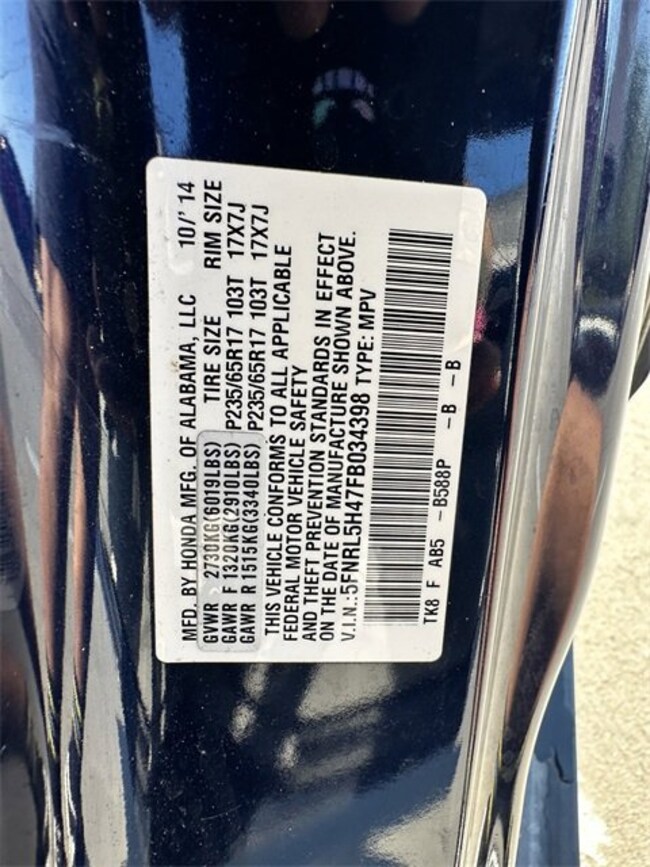 MFD. BY HONDA MFG. OF ALABAMA, LLC 10/'14
GVWR 2730KG(6019LBS) TIRE SIZE RIM SIZE
GAWR F 1320KG(2910LBS) P235/65R17 103T 17X7J
GAWR R 1515KG(3340LBS) P235/65R17 103T 17X7J
THIS VEHICLE CONFORMS TO ALL APPLICABLE
FEDERAL MOTOR VEHICLE SAFETY
AND THEFT PREVENTION STANDARDS IN EFFECT
ON THE DATE OF MANUFACTURE SHOWN ABOVE.
V.I.N.:5FNRL5H47FB034398 TYPE: MPV
TK8 F AB5 -B588P -B -B